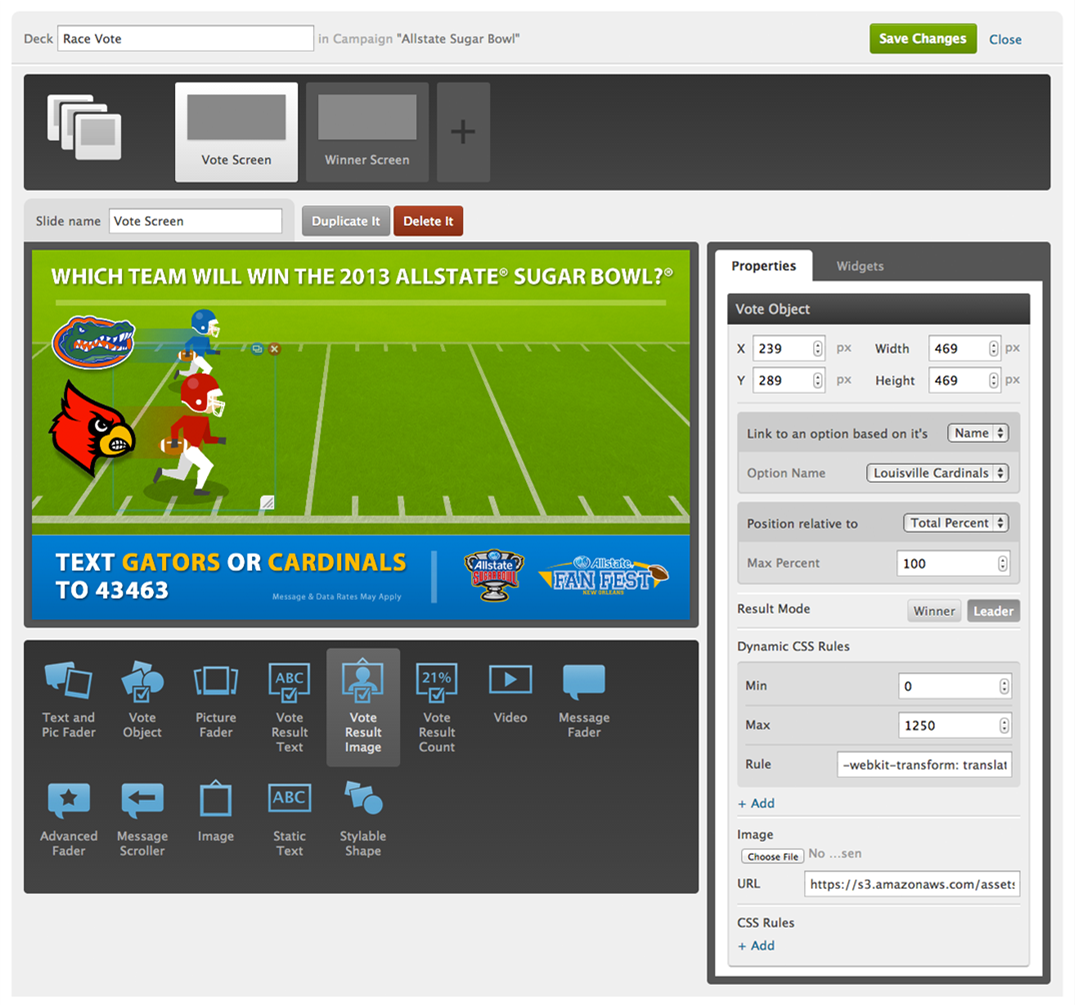 Deck Race Vote in Campaign "Allstate Sugar Bowl" Save Changes Close
Vote Screen Winner Screen +
Slide name Vote Screen Duplicate It Delete It
WHICH TEAM WILL WIN THE 2013 ALLSTATE® SUGAR BOWL?®
TEXT GATORS OR CARDINALS
TO 43463
Message & Data Rates May Apply
Allstate
SUGAR BOWL
Allstate
FAN FEST
NEW ORLEANS
Text and
Pic Fader
Vote
Object
Picture
Fader
ABC
Vote
Result
Text
Vote
Result
Image
21%
Vote
Result
Count
Video
Message
Fader
Advanced
Fader
Message
Scroller
Image
ABC
Static
Text
Stylable
Shape
Properties Widgets
Vote Object
X 239 px Width 469 px
Y 289 px Height 469 px
Link to an option based on it's Name
Option Name Louisville Cardinals
Position relative to Total Percent
Max Percent 100
Result Mode Winner Leader
Dynamic CSS Rules
Min 0
Max 1250
Rule -webkit-transform: translat
+ Add
Image
Choose File No ...sen
URL https://s3.amazonaws.com/assets
CSS Rules
+ Add